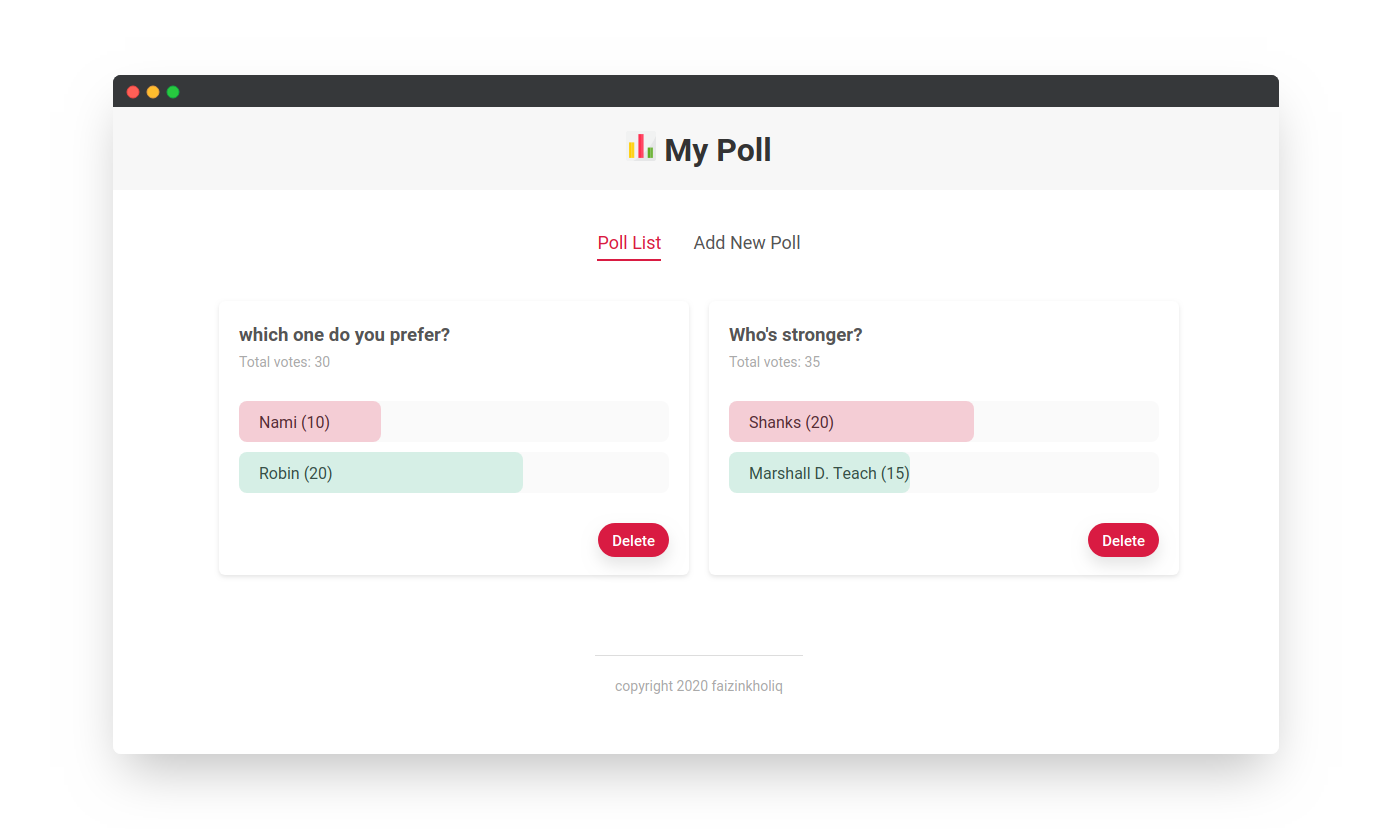 My Poll
Poll List
Add New Poll
which one do you prefer?
Total votes: 30
Nami (10)
Robin (20)
Delete
Who's stronger?
Total votes: 35
Shanks (20)
Marshall D. Teach (15)
Delete
copyright 2020 faizinkholiq